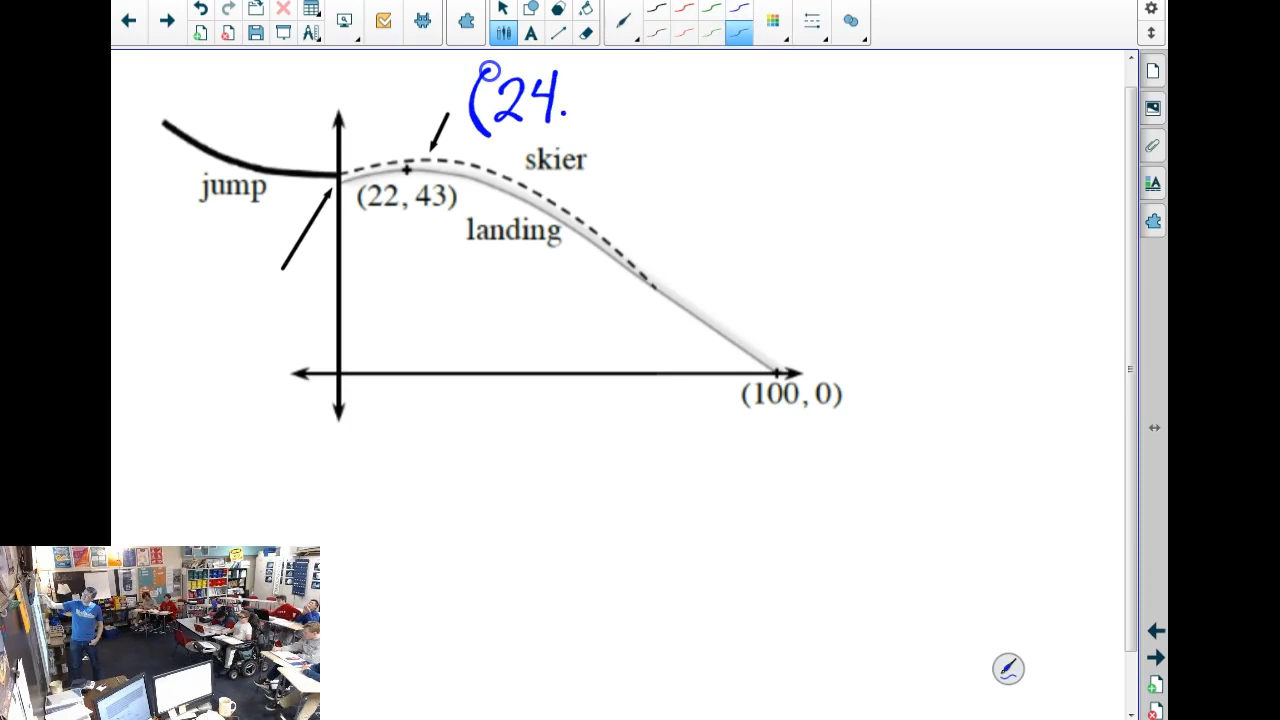 (24.
skier
jump
(22, 43)
landing
(100, 0)